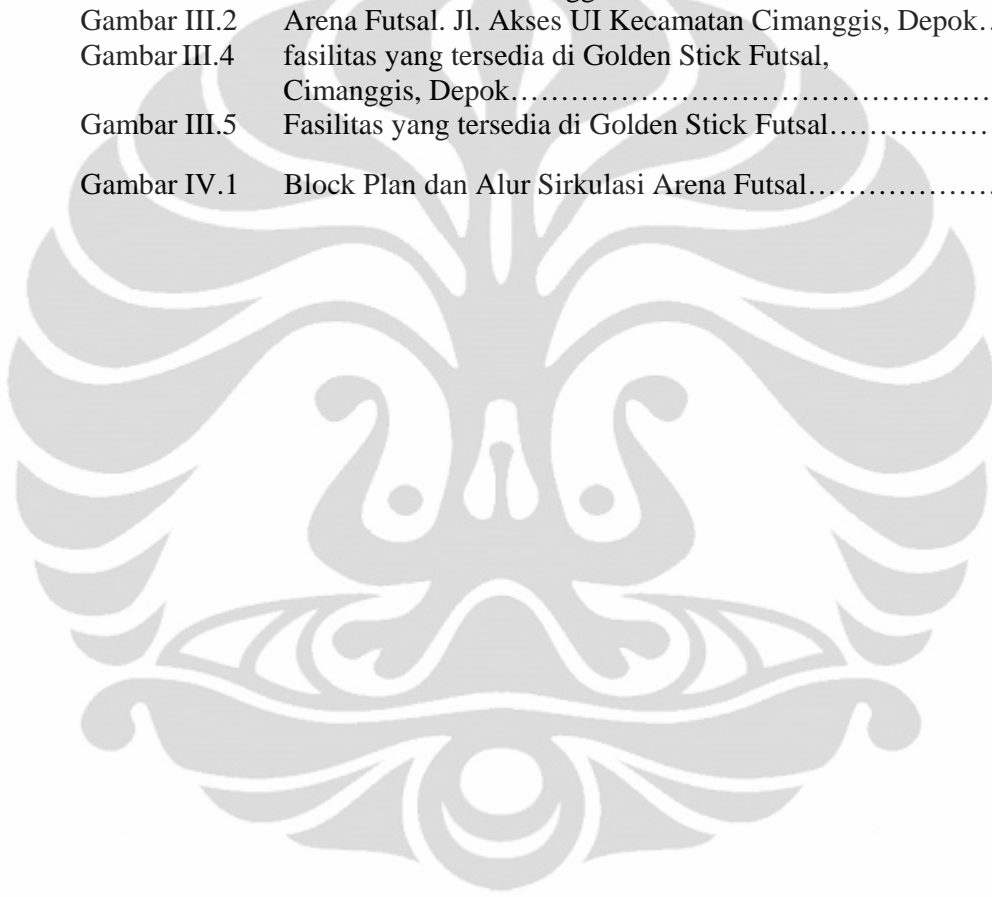 Gambar III.2 Arena Futsal. Jl. Akses UI Kecamatan Cimanggis, Depok…
Gambar III.4 fasilitas yang tersedia di Golden Stick Futsal,
Cimanggis, Depok……………………………………………
Gambar III.5 Fasilitas yang tersedia di Golden Stick Futsal………………
Gambar IV.1 Block Plan dan Alur Sirkulasi Arena Futsal…………………